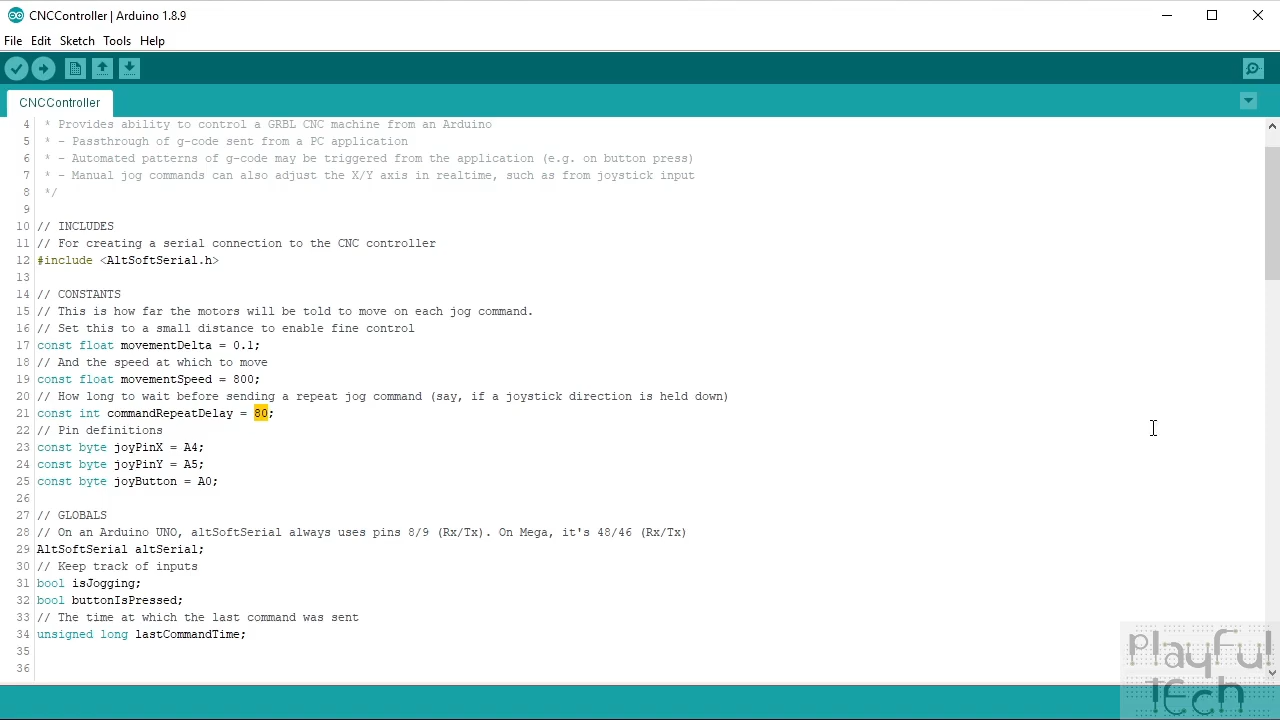 CNCController | Arduino 1.8.9
File Edit Sketch Tools Help
CNCController
4 * Provides ability to control a GRBL CNC machine from an Arduino
5 * - Passthrough of g-code sent from a PC application
6 * - Automated patterns of g-code may be triggered from the application (e.g. on button press)
7 * - Manual jog commands can also adjust the X/Y axis in realtime, such as from joystick input
8 */
9
10 // INCLUDES
11 // For creating a serial connection to the CNC controller
12 #include <AltSoftSerial.h>
13
14 // CONSTANTS
15 // This is how far the motors will be told to move on each jog command.
16 // Set this to a small distance to enable fine control
17 const float movementDelta = 0.1;
18 // And the speed at which to move
19 const float movementSpeed = 800;
20 // How long to wait before sending a repeat jog command (say, if a joystick direction is held down)
21 const int commandRepeatDelay = 80;
22 // Pin definitions
23 const byte joyPinX = A4;
24 const byte joyPinY = A5;
25 const byte joyButton = A0;
26
27 // GLOBALS
28 // On an Arduino UNO, altSoftSerial always uses pins 8/9 (Rx/Tx). On Mega, it's 48/46 (Rx/Tx)
29 AltSoftSerial altSerial;
30 // Keep track of inputs
31 bool isJogging;
32 bool buttonIsPressed;
33 // The time at which the last command was sent
34 unsigned long lastCommandTime;
35
36
playful
tech